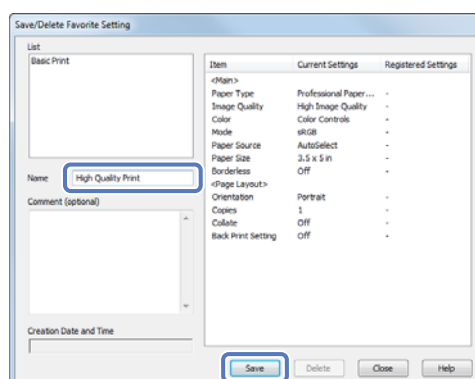 Save/Delete Favorite Setting
List
Basic Print
Name High Quality Print
Comment (optional)
Creation Date and Time
Item Current Settings Registered Settings
<Main>
Paper Type Professional Paper... -
Image Quality High Image Quality -
Color Color Controls -
Mode sRGB -
Paper Source AutoSelect -
Paper Size 3.5 x 5 in -
Borderless Off -
<Page Layout>
Orientation Portrait -
Copies 1 -
Collate Off -
Back Print Setting Off -
Save Delete Close Help